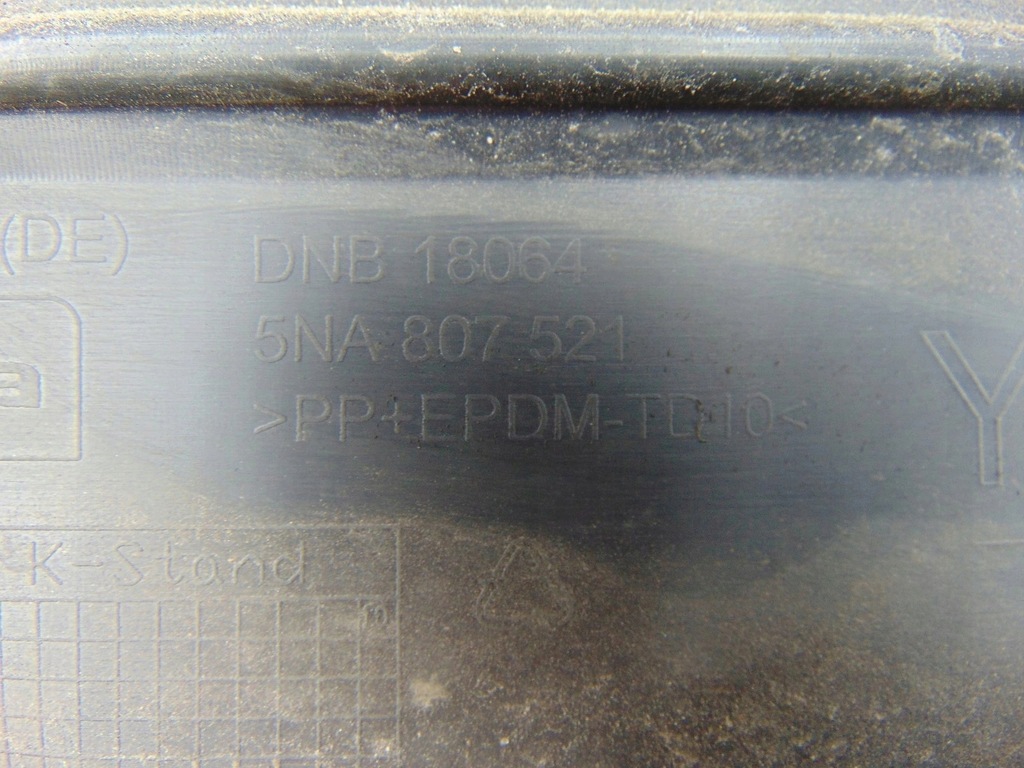 (DE)
DNB 18064
5NA 807 521
>PP+EPDM-TD10<
K-Stand